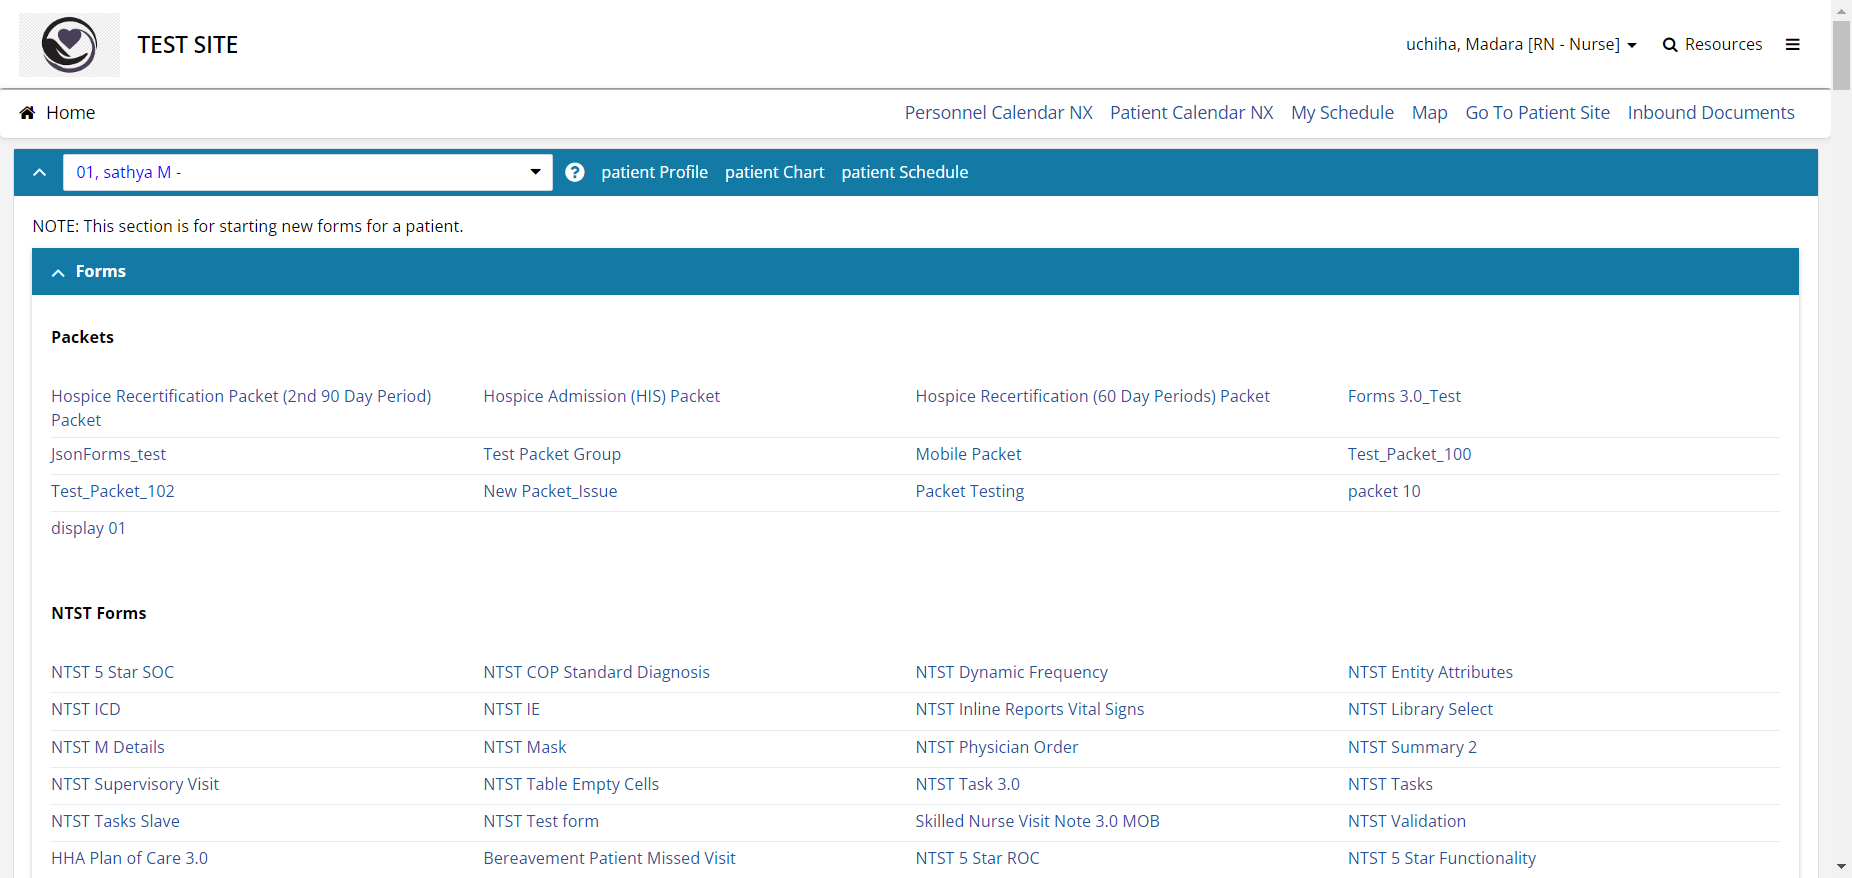 TEST SITE
uchiha, Madara [RN - Nurse]
Resources
Home
Personnel Calendar NX
Patient Calendar NX
My Schedule
Map
Go To Patient Site
Inbound Documents
01, sathya M -
?
patient Profile
patient Chart
patient Schedule
NOTE: This section is for starting new forms for a patient.
Forms
Packets
Hospice Recertification Packet (2nd 90 Day Period)
Packet
Hospice Admission (HIS) Packet
Hospice Recertification (60 Day Periods) Packet
Forms 3.0_Test
JsonForms_test
Test Packet Group
Mobile Packet
Test_Packet_100
Test_Packet_102
New Packet_Issue
Packet Testing
packet 10
display 01
NTST Forms
NTST 5 Star SOC
NTST COP Standard Diagnosis
NTST Dynamic Frequency
NTST Entity Attributes
NTST ICD
NTST IE
NTST Inline Reports Vital Signs
NTST Library Select
NTST M Details
NTST Mask
NTST Physician Order
NTST Summary 2
NTST Supervisory Visit
NTST Table Empty Cells
NTST Task 3.0
NTST Tasks
NTST Tasks Slave
NTST Test form
Skilled Nurse Visit Note 3.0 MOB
NTST Validation
HHA Plan of Care 3.0
Bereavement Patient Missed Visit
NTST 5 Star ROC
NTST 5 Star Functionality